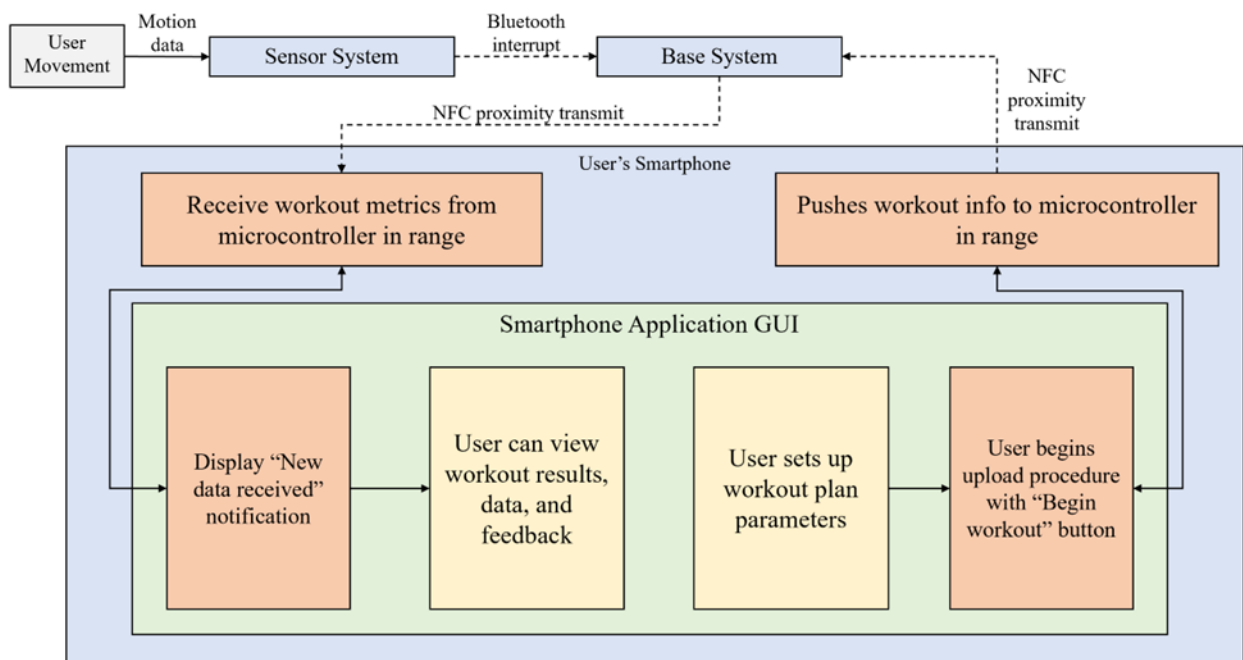 User
Movement
Motion
data
Sensor System
Bluetooth
interrupt
Base System
NFC
proximity
transmit
NFC proximity transmit
User’s Smartphone
Receive workout metrics from
microcontroller in range
Pushes workout info to microcontroller
in range
Smartphone Application GUI
Display “New
data received”
notification
User can view
workout results,
data, and
feedback
User sets up
workout plan
parameters
User begins
upload procedure
with “Begin
workout” button